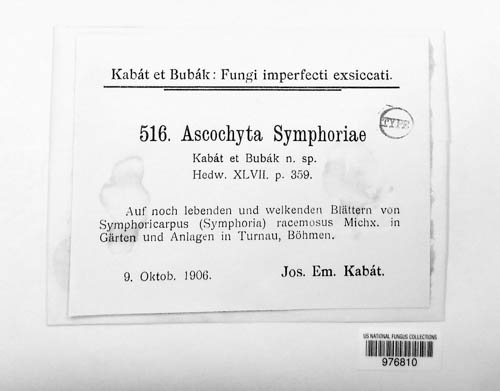 Kabát et Bubák: Fungi imperfecti exsiccati.
516. Ascochyta Symphoriae
TYPE
Kabát et Bubák n. sp.
Hedw. XLVII. p. 359.
Auf noch lebenden und welkenden Blättern von
Symphoricarpus (Symphoria) racemosus Michx. in
Gärten und Anlagen in Turnau, Böhmen.
9. Oktob. 1906. Jos. Em. Kabát.
US NATIONAL FUNGUS COLLECTIONS
976810